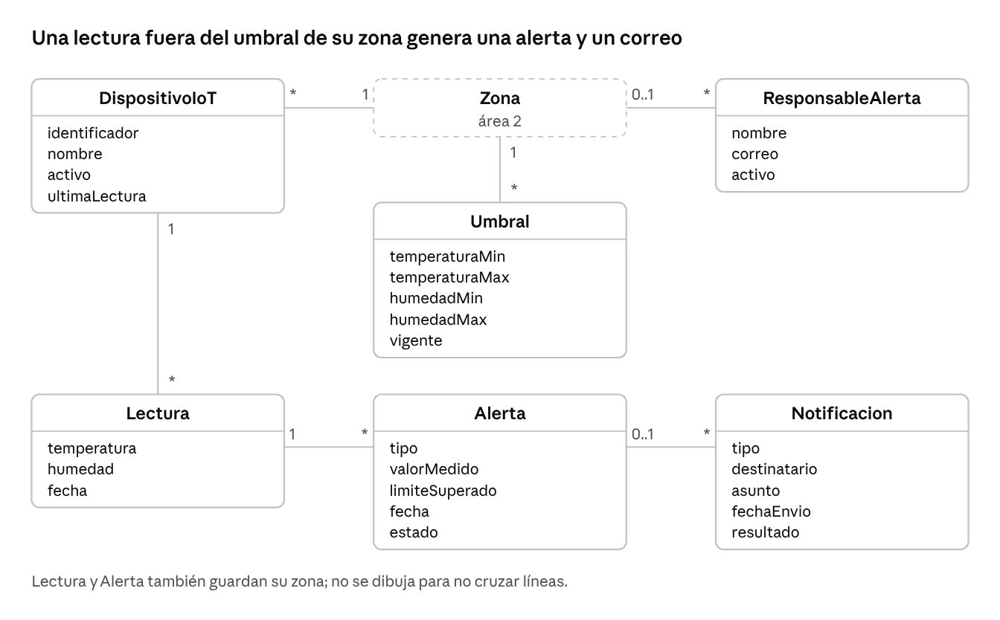 Una lectura fuera del umbral de su zona genera una alerta y un correo
DispositivoIoT
identificador
nombre
activo
ultimaLectura
* 1
Zona
área 2
0..1 *
ResponsableAlerta
nombre
correo
activo
1
*
Umbral
temperaturaMin
temperaturaMax
humedadMin
humedadMax
vigente
1
*
Lectura
temperatura
humedad
fecha
1 *
Alerta
tipo
valorMedido
limiteSuperado
fecha
estado
0..1 *
Notificacion
tipo
destinatario
asunto
fechaEnvio
resultado
Lectura y Alerta también guardan su zona; no se dibuja para no cruzar líneas.